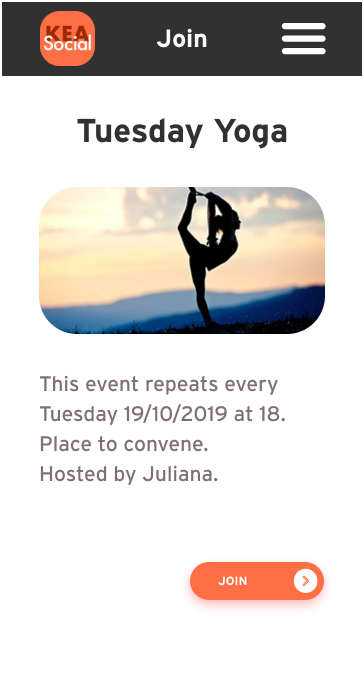 KEA
Social
Join
Tuesday Yoga
This event repeats every
Tuesday 19/10/2019 at 18.
Place to convene.
Hosted by Juliana.
JOIN